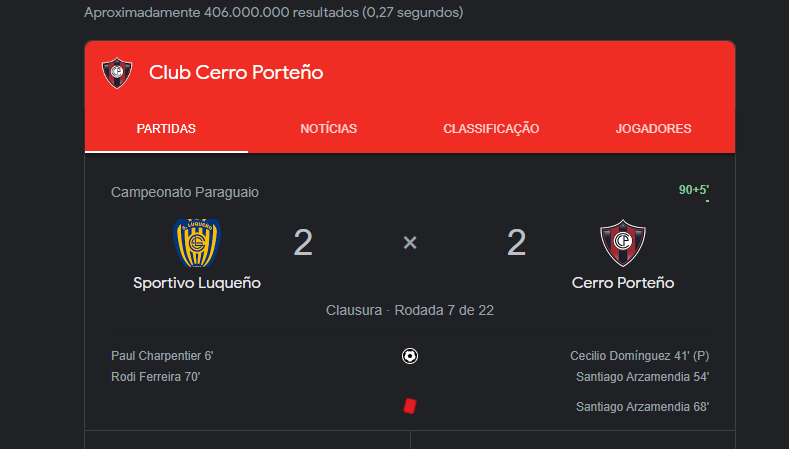 Aproximadamente 406.000.000 resultados (0,27 segundos)
Club Cerro Porteño
PARTIDAS NOTÍCIAS CLASSIFICAÇÃO JOGADORES
Campeonato Paraguaio 90+5'
2 × 2
Sportivo Luqueño Cerro Porteño
Clausura · Rodada 7 de 22
Paul Charpentier 6' Cecilio Domínguez 41' (P)
Rodi Ferreira 70' Santiago Arzamendia 54'
Santiago Arzamendia 68'